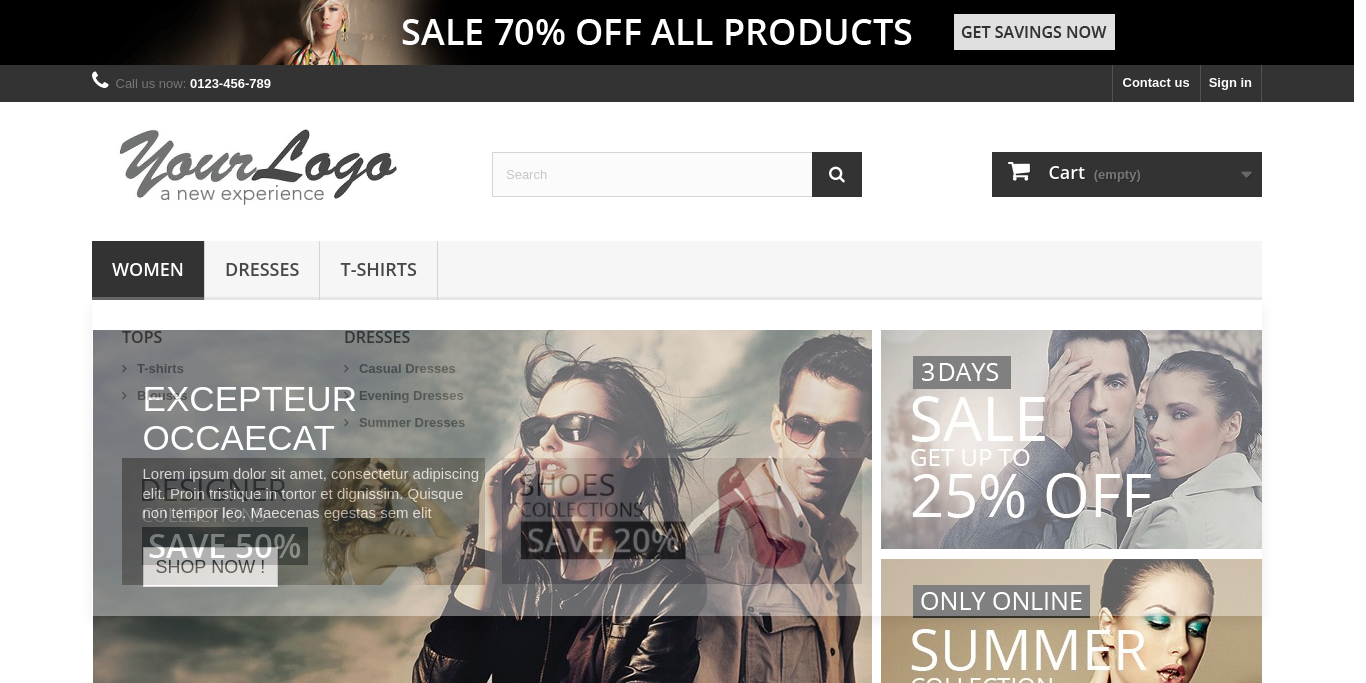 SALE 70% OFF ALL PRODUCTS GET SAVINGS NOW
Call us now: 0123-456-789 Contact us Sign in
Your Logo
a new experience
Search
Cart (empty)
WOMEN DRESSES T-SHIRTS
TOPS DRESSES
T-shirts Casual Dresses
Blouses Evening Dresses
Summer Dresses
EXCEPTEUR
OCCAECAT
Lorem ipsum dolor sit amet, consectetur adipiscing
elit. Proin tristique in tortor et dignissim. Quisque
non tempor leo. Maecenas egestas sem elit
SHOP NOW !
DESIGNER
COLLECTIONS
SAVE 50%
SHOES
COLLECTIONS
SAVE 20%
3 DAYS
SALE
GET UP TO
25% OFF
ONLY ONLINE
SUMMER
COLLECTION